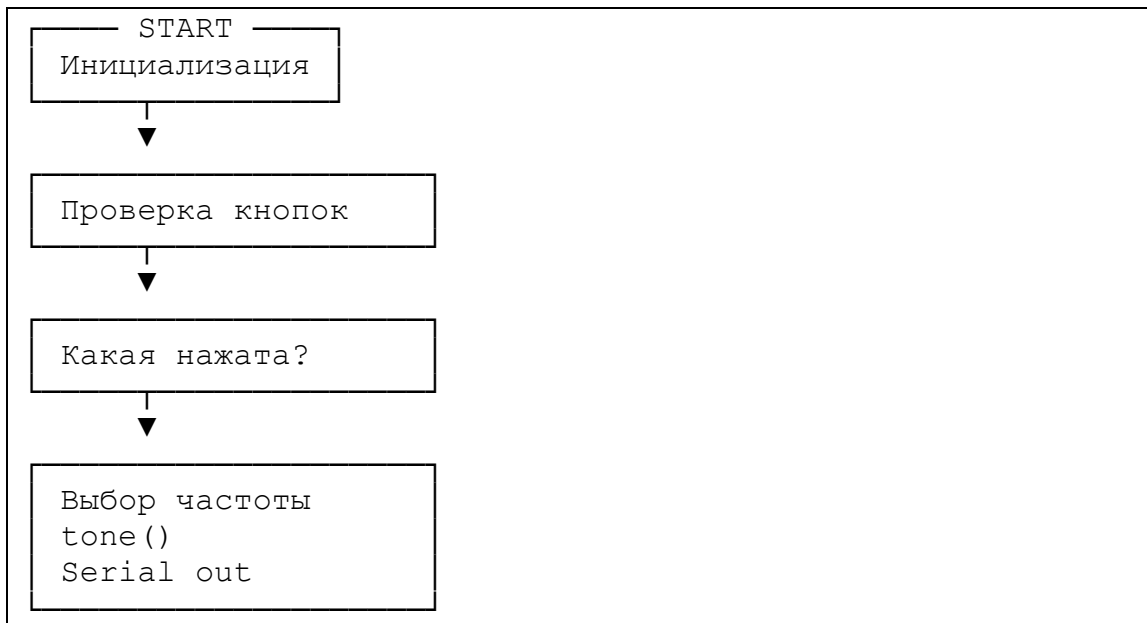 START
Инициализация
Проверка кнопок
Какая нажата?
Выбор частоты
tone()
Serial out